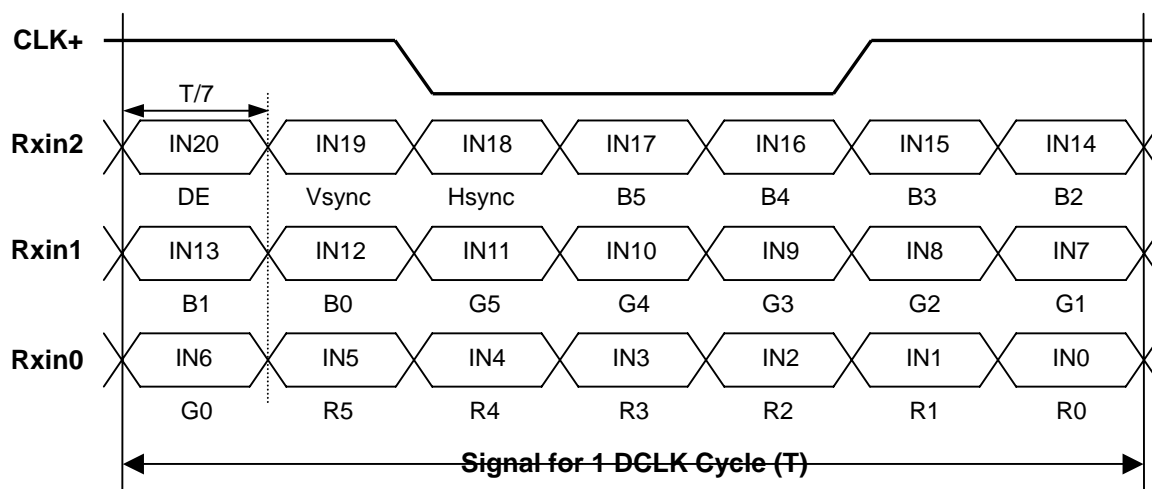 CLK+
T/7
Rxin2 IN20 IN19 IN18 IN17 IN16 IN15 IN14
DE Vsync Hsync B5 B4 B3 B2
Rxin1 IN13 IN12 IN11 IN10 IN9 IN8 IN7
B1 B0 G5 G4 G3 G2 G1
Rxin0 IN6 IN5 IN4 IN3 IN2 IN1 IN0
G0 R5 R4 R3 R2 R1 R0
Signal for 1 DCLK Cycle (T)